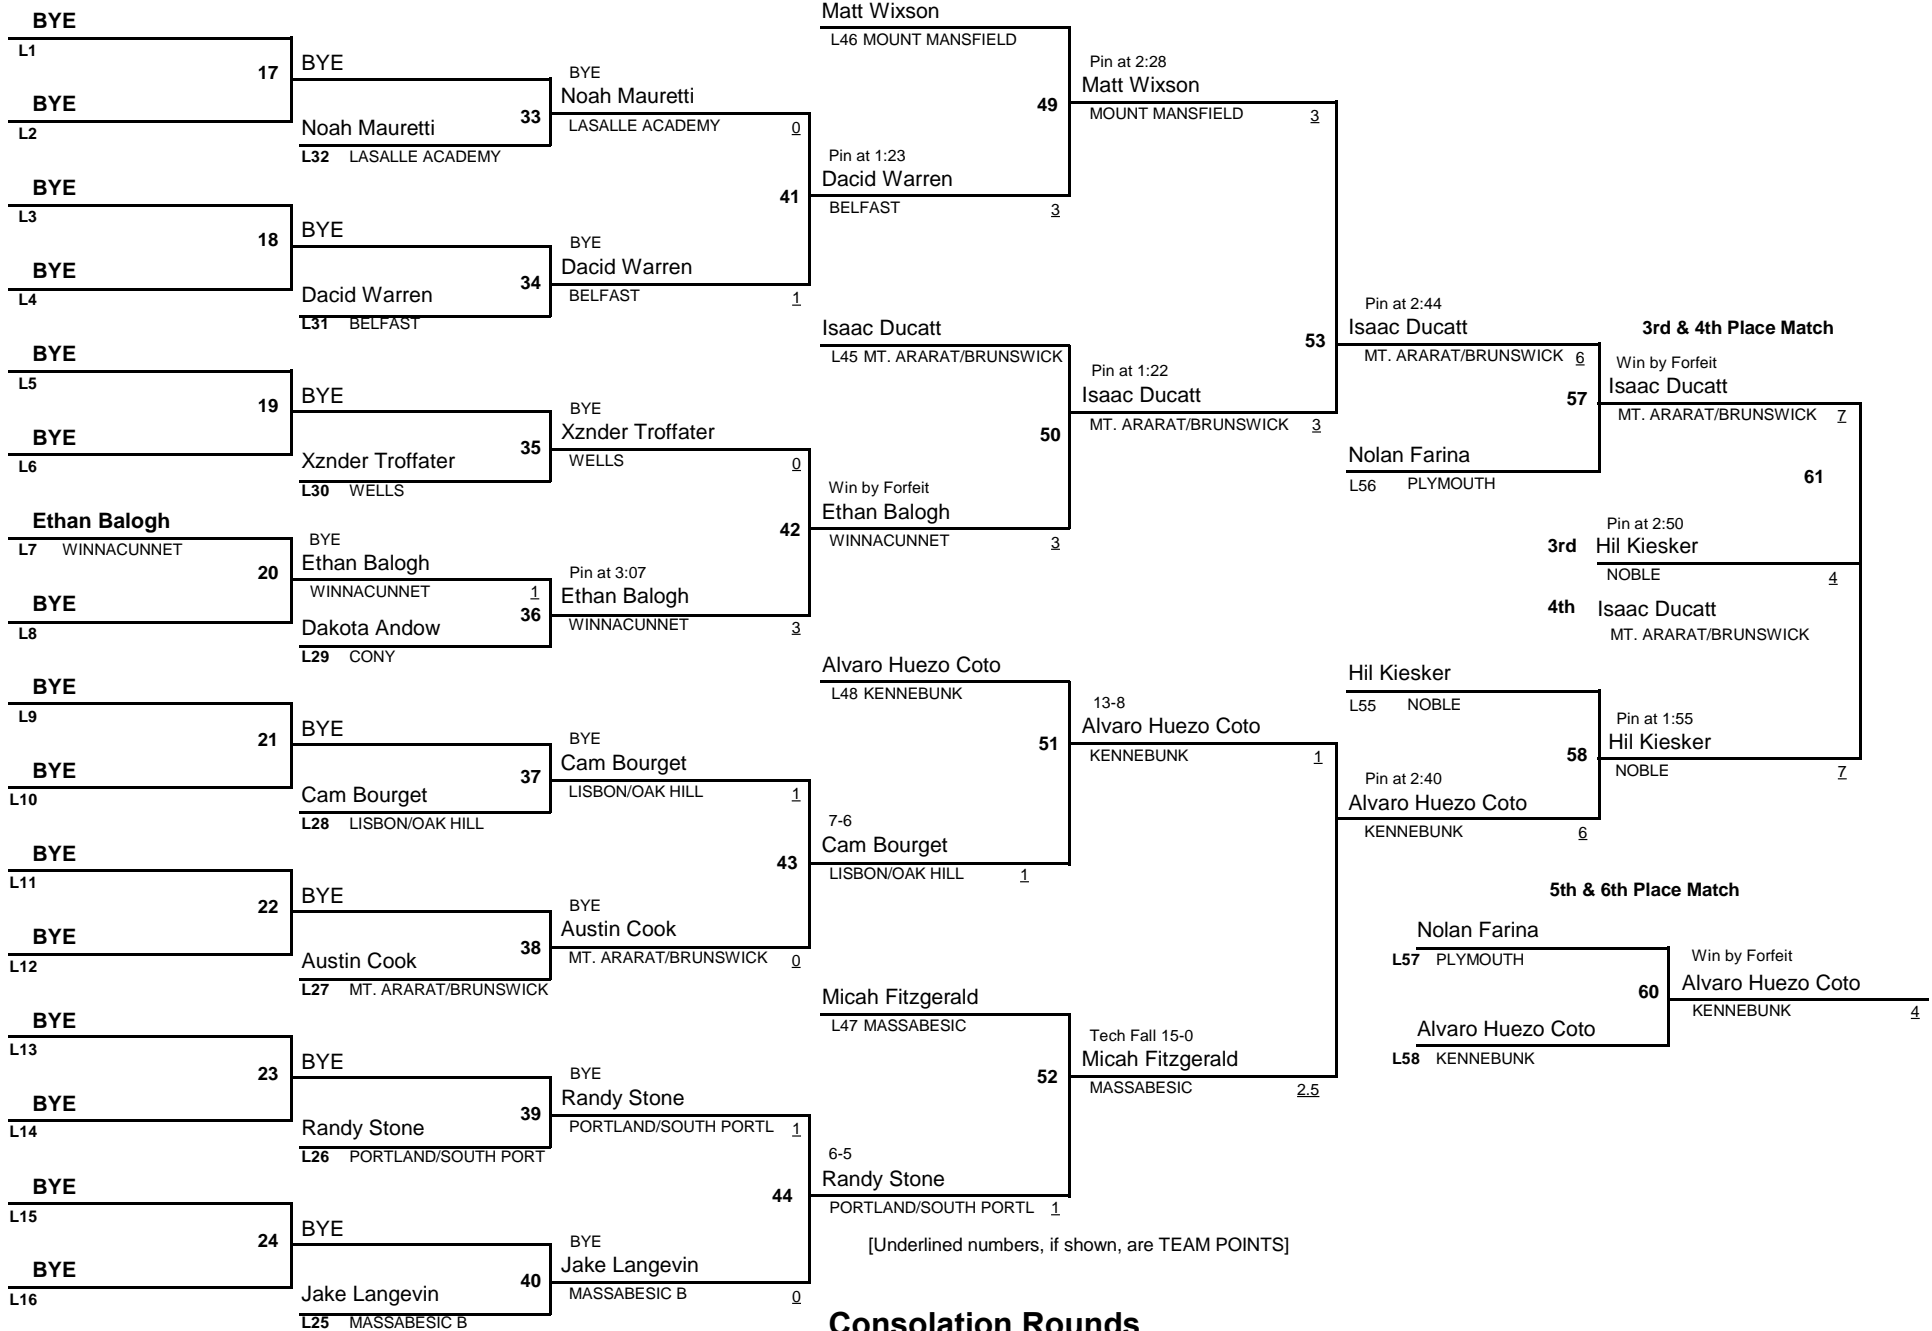 BYE
L1
17
BYE
L2
BYE
Noah Mauretti
L32 LASALLE ACADEMY
33
BYE
Noah Mauretti
LASALLE ACADEMY 0
BYE
L3
18
BYE
L4
BYE
Dacid Warren
L31 BELFAST
34
BYE
Dacid Warren
BELFAST 1
41
Pin at 1:23
Dacid Warren
BELFAST 3
Matt Wixson
L46 MOUNT MANSFIELD
49
Pin at 2:28
Matt Wixson
MOUNT MANSFIELD 3
BYE
L5
19
BYE
L6
BYE
Xznder Troffater
L30 WELLS
35
BYE
Xznder Troffater
WELLS 0
Ethan Balogh
L7 WINNACUNNET
20
BYE
L8
BYE
Ethan Balogh
WINNACUNNET 1
36
Dakota Andow
L29 CONY
Pin at 3:07
Ethan Balogh
WINNACUNNET 3
42
Win by Forfeit
Ethan Balogh
WINNACUNNET 3
Isaac Ducatt
L45 MT. ARARAT/BRUNSWICK
50
Pin at 1:22
Isaac Ducatt
MT. ARARAT/BRUNSWICK 3
53
Pin at 2:44
Isaac Ducatt
MT. ARARAT/BRUNSWICK 6
57
Nolan Farina
L56 PLYMOUTH
3rd & 4th Place Match
Win by Forfeit
Isaac Ducatt
MT. ARARAT/BRUNSWICK 7
61
Pin at 2:50
3rd Hil Kiesker
NOBLE 4
4th Isaac Ducatt
MT. ARARAT/BRUNSWICK
BYE
L9
21
BYE
L10
BYE
Cam Bourget
L28 LISBON/OAK HILL
37
BYE
Cam Bourget
LISBON/OAK HILL 1
BYE
L11
22
BYE
L12
BYE
Austin Cook
L27 MT. ARARAT/BRUNSWICK
38
BYE
Austin Cook
MT. ARARAT/BRUNSWICK 0
43
7-6
Cam Bourget
LISBON/OAK HILL 1
Alvaro Huezo Coto
L48 KENNEBUNK
51
13-8
Alvaro Huezo Coto
KENNEBUNK 1
Hil Kiesker
L55 NOBLE
58
Pin at 2:40
Alvaro Huezo Coto
KENNEBUNK 6
Pin at 1:55
Hil Kiesker
NOBLE 7
BYE
L13
23
BYE
L14
BYE
Randy Stone
L26 PORTLAND/SOUTH PORT
39
BYE
Randy Stone
PORTLAND/SOUTH PORTL 1
BYE
L15
24
BYE
L16
BYE
Jake Langevin
L25 MASSABESIC B
40
BYE
Jake Langevin
MASSABESIC B 0
44
6-5
Randy Stone
PORTLAND/SOUTH PORTL 1
Micah Fitzgerald
L47 MASSABESIC
52
Tech Fall 15-0
Micah Fitzgerald
MASSABESIC 2.5
5th & 6th Place Match
Nolan Farina
L57 PLYMOUTH
60
Alvaro Huezo Coto
L58 KENNEBUNK
Win by Forfeit
Alvaro Huezo Coto
KENNEBUNK 4
[Underlined numbers, if shown, are TEAM POINTS]
Consolation Rounds